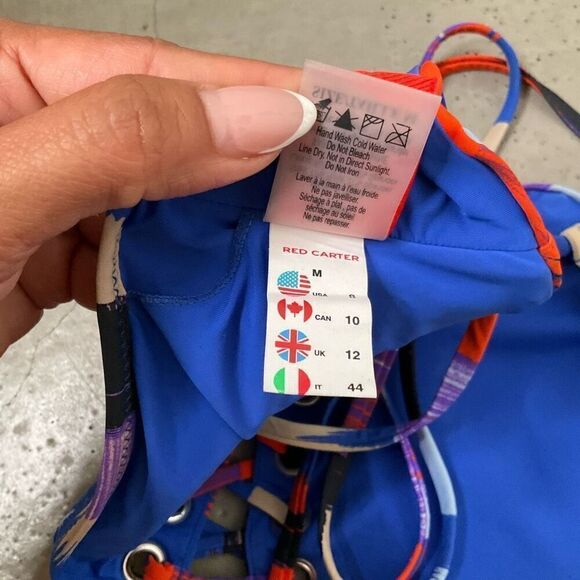 Hand Wash Cold Water
Do Not Bleach
Line Dry, Not in Direct Sunlight.
Do Not Iron
Laver à la main à l'eau froide
Ne pas javeliser
Séchage à plat , pas de
séchage au soleil
Ne pas repasser.
RED CARTER
M
USA
CAN 10
UK 12
IT 44